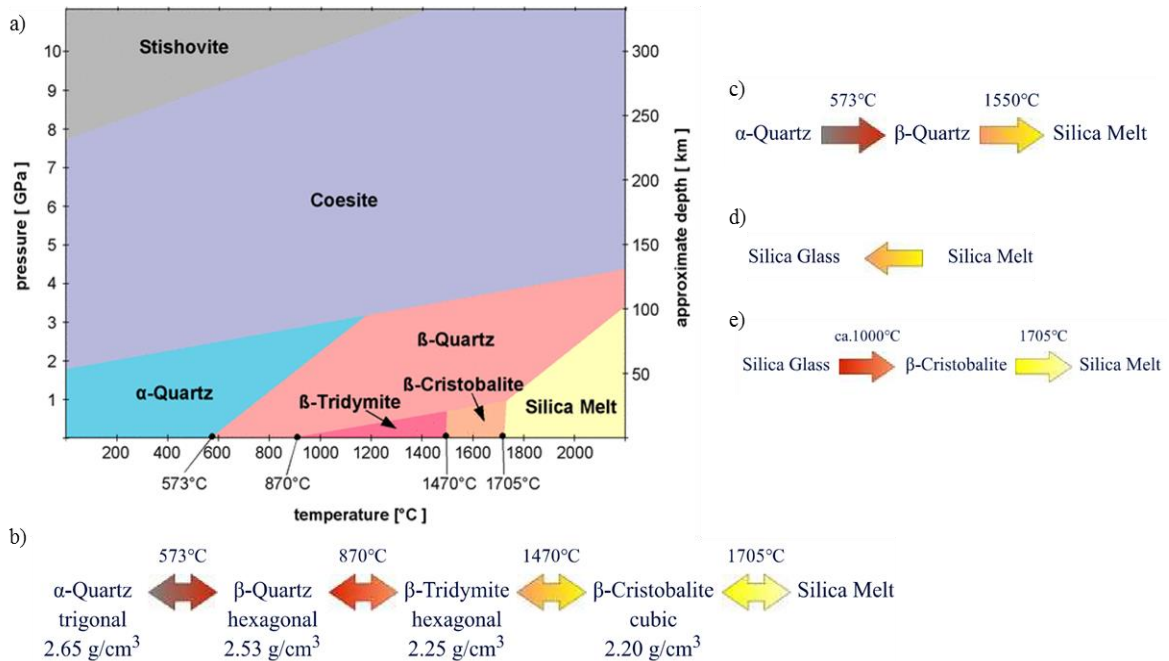 a)
Stishovite
Coesite
α-Quartz
ß-Quartz
ß-Tridymite
ß-Cristobalite
Silica Melt
pressure [ GPa]
10
9
8
7
6
5
4
3
2
1
approximate depth [ km]
300
250
200
150
100
50
200 400 600 800 1000 1200 1400 1600 1800 2000
573°C 870°C 1470°C 1705°C
temperature [°C ]
b)
573°C 870°C 1470°C 1705°C
α-Quartz β-Quartz β-Tridymite β-Cristobalite Silica Melt
trigonal hexagonal hexagonal cubic
2.65 g/cm³ 2.53 g/cm³ 2.25 g/cm³ 2.20 g/cm³
c)
573°C 1550°C
α-Quartz β-Quartz Silica Melt
d)
Silica Glass Silica Melt
e)
ca.1000°C 1705°C
Silica Glass β-Cristobalite Silica Melt